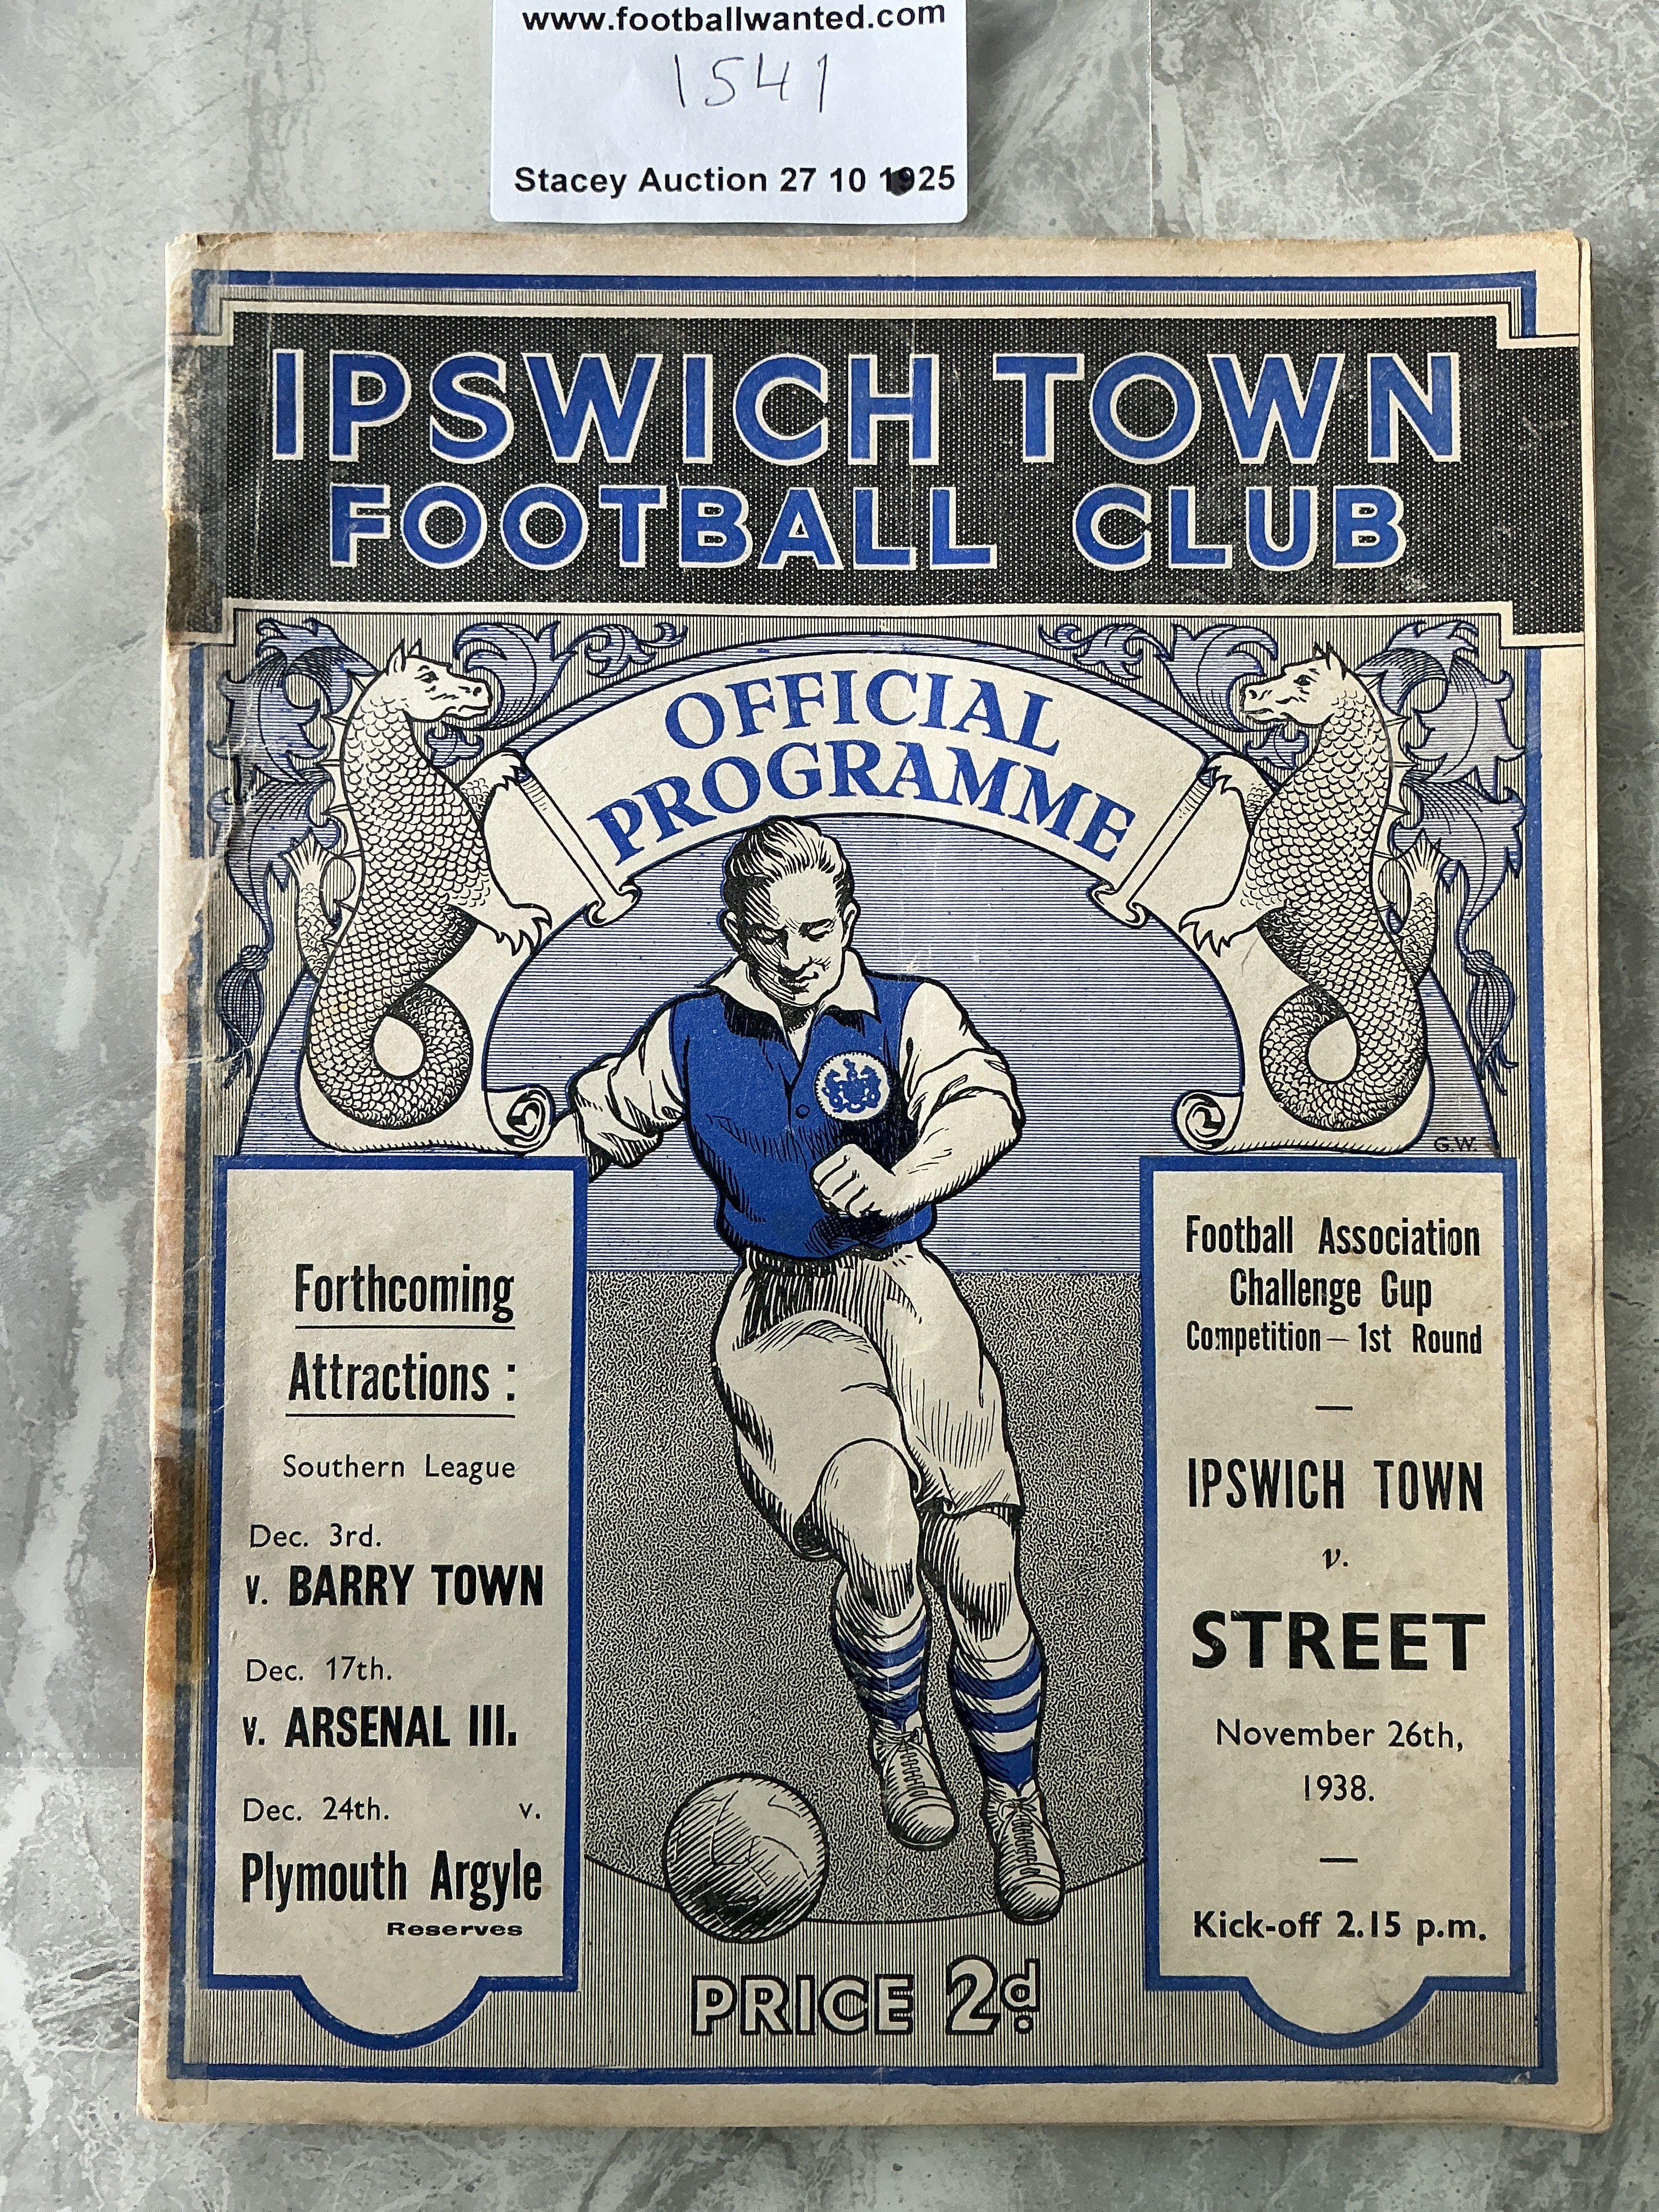 www.footballwanted.com
1541
Stacey Auction 27 10 1925
IPSWICH TOWN
FOOTBALL CLUB
OFFICIAL
PROGRAMME
G.W.
Forthcoming
Attractions :
Southern League
Dec. 3rd.
v. BARRY TOWN
Dec. 17th.
v. ARSENAL III.
Dec. 24th. v.
Plymouth Argyle
Reserves
Football Association
Challenge Cup
Competition — 1st Round
—
IPSWICH TOWN
v.
STREET
November 26th,
1938.
—
Kick-off 2.15 p.m.
PRICE 2d.